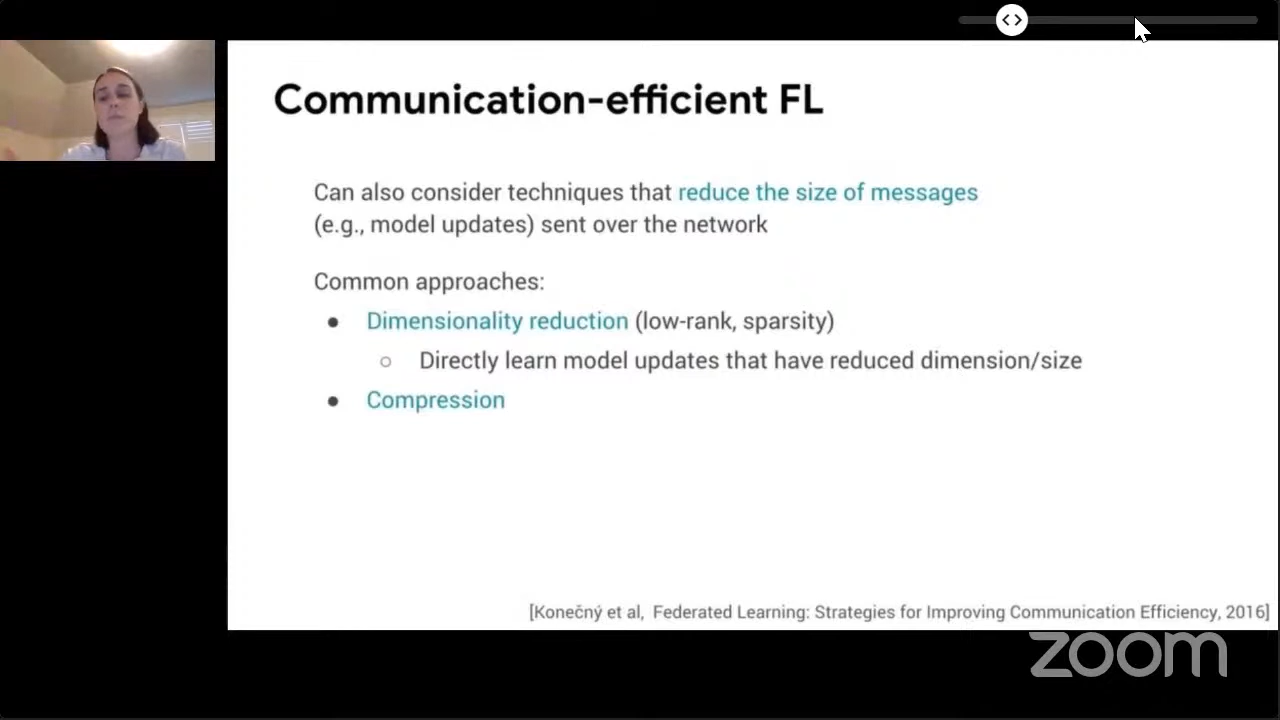 Communication-efficient FL
Can also consider techniques that reduce the size of messages
(e.g., model updates) sent over the network
Common approaches:
● Dimensionality reduction (low-rank, sparsity)
○ Directly learn model updates that have reduced dimension/size
● Compression
[Konečný et al, Federated Learning: Strategies for Improving Communication Efficiency, 2016]
zoom